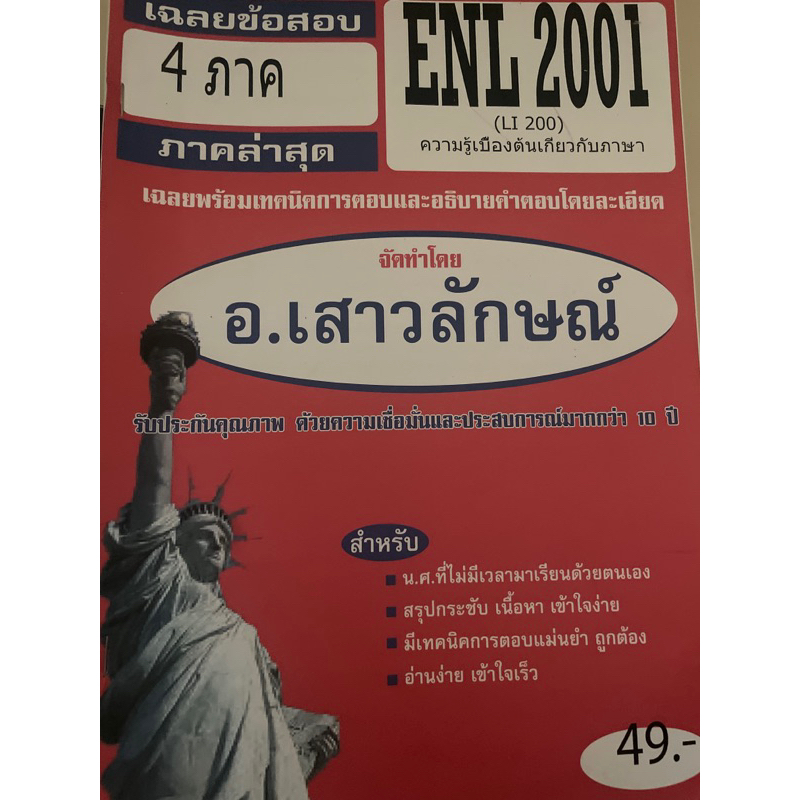 เฉลยข้อสอบ
4 ภาค
ภาคล่าสุด
ENL 2001
(LI 200)
ความรู้เบื้องต้นเกี่ยวกับภาษา
เฉลยพร้อมเทคนิคการตอบและอธิบายคำตอบโดยละเอียด
จัดทำโดย
อ.เสาวลักษณ์
รับประกันคุณภาพ ด้วยความเชื่อมั่นและประสบการณ์มากกว่า 10 ปี
สำหรับ
น.ศ.ที่ไม่มีเวลามาเรียนด้วยตนเอง
สรุปกระชับ เนื้อหา เข้าใจง่าย
มีเทคนิคการตอบแม่นยำ ถูกต้อง
อ่านง่าย เข้าใจเร็ว
49.-